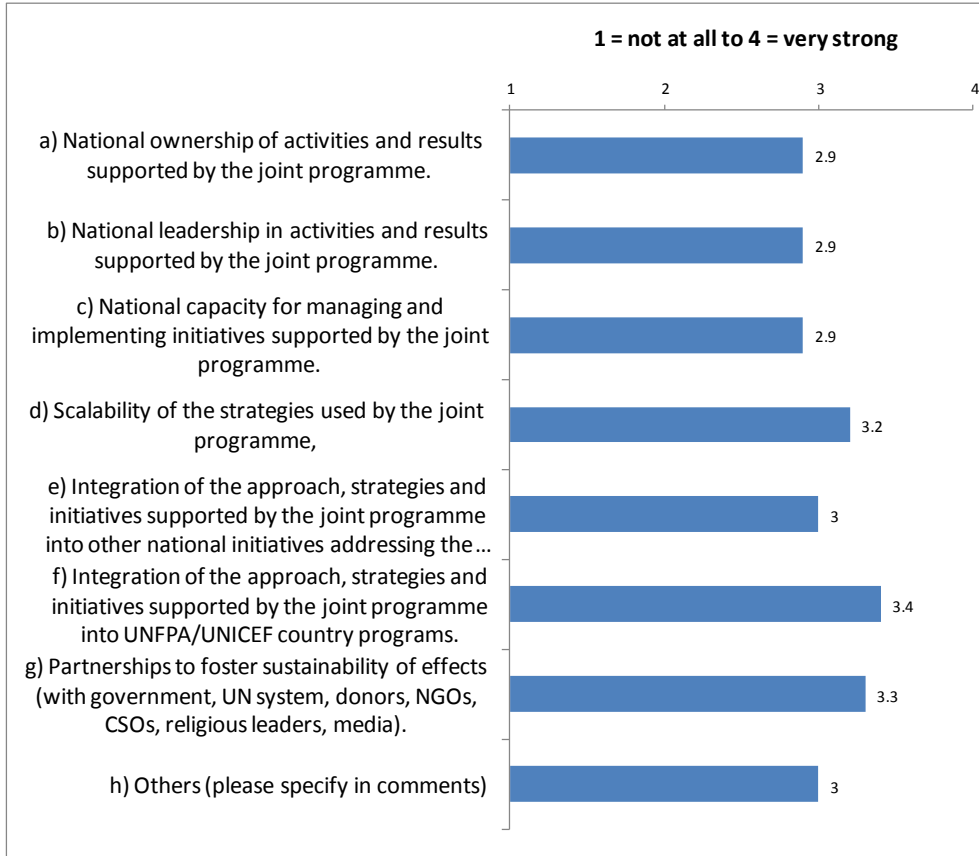 1 = not at all to 4 = very strong
1 2 3 4
a) National ownership of activities and results
supported by the joint programme.
2.9
b) National leadership in activities and results
supported by the joint programme.
2.9
c) National capacity for managing and
implementing initiatives supported by the joint
programme.
2.9
d) Scalability of the strategies used by the joint
programme,
3.2
e) Integration of the approach, strategies and
initiatives supported by the joint programme
into other national initiatives addressing the ...
3
f) Integration of the approach, strategies and
initiatives supported by the joint programme
into UNFPA/UNICEF country programs.
3.4
g) Partnerships to foster sustainability of effects
(with government, UN system, donors, NGOs,
CSOs, religious leaders, media).
3.3
h) Others (please specify in comments)
3